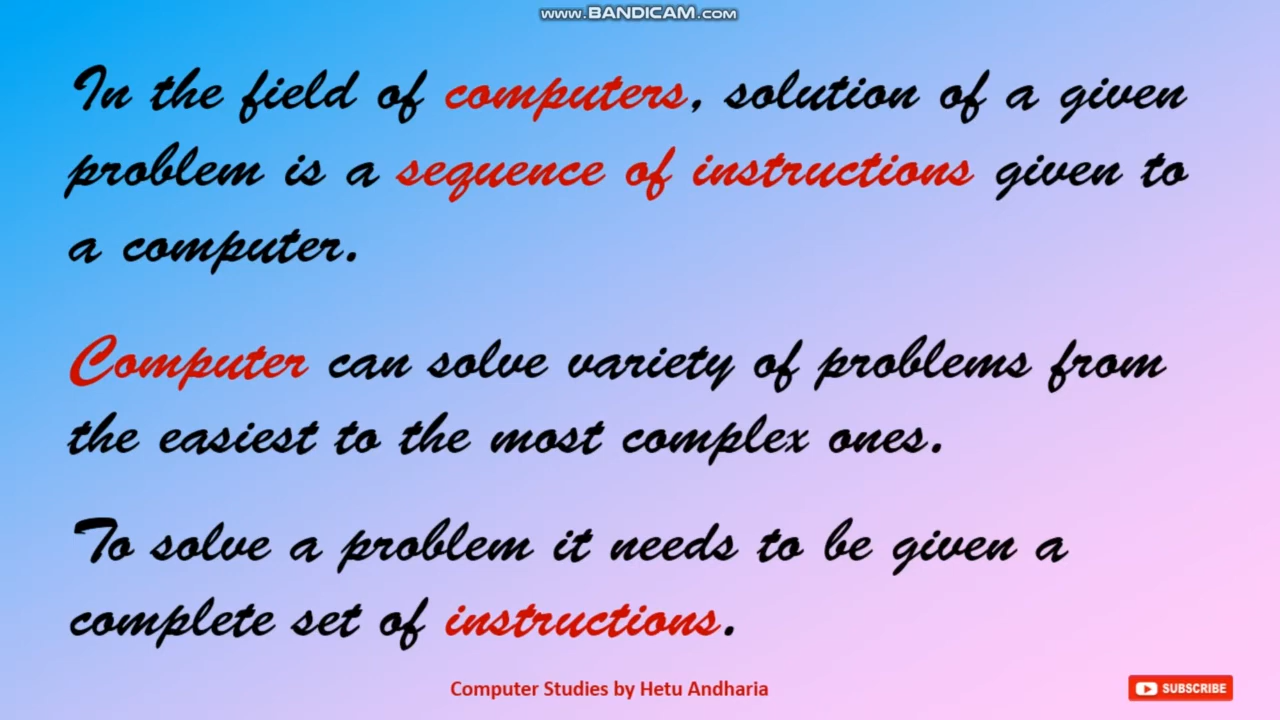 www.BANDICAM.com
In the field of computers, solution of a given
problem is a sequence of instructions given to
a computer.
Computer can solve variety of problems from
the easiest to the most complex ones.
To solve a problem it needs to be given a
complete set of instructions.
Computer Studies by Hetu Andharia
SUBSCRIBE